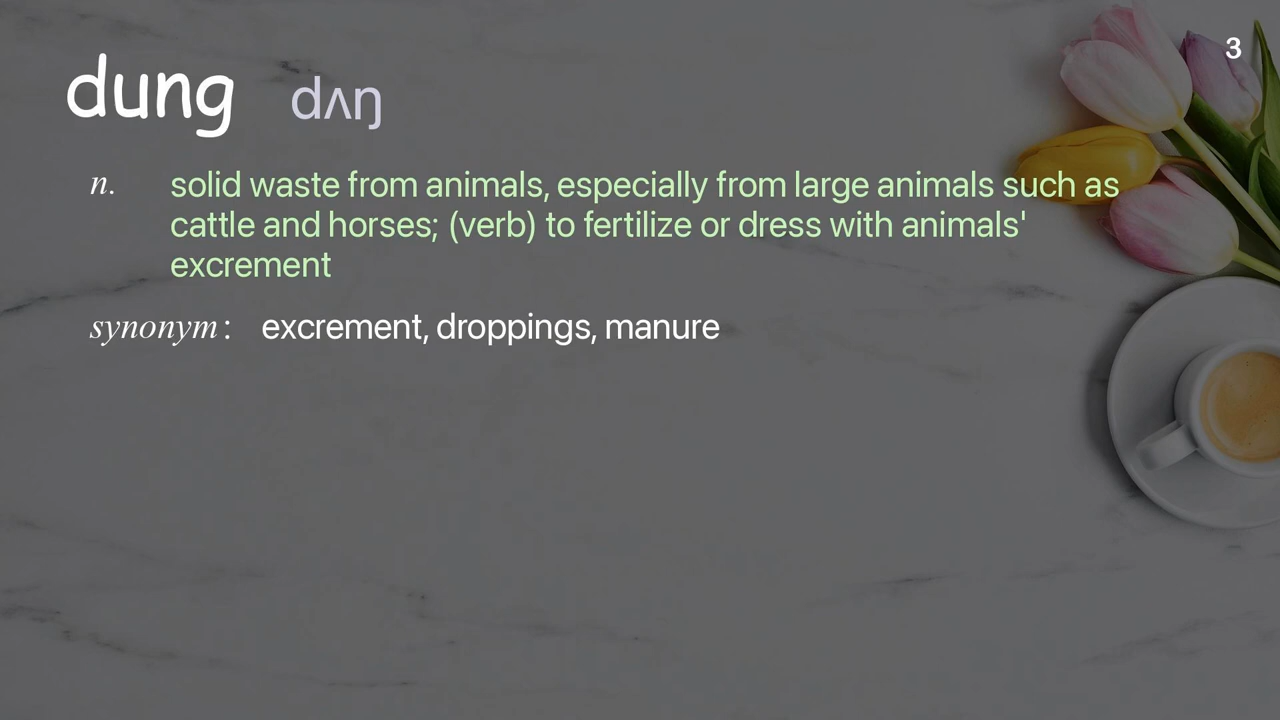 3
dung dʌŋ
n. solid waste from animals, especially from large animals such as
cattle and horses; (verb) to fertilize or dress with animals'
excrement
synonym : excrement, droppings, manure